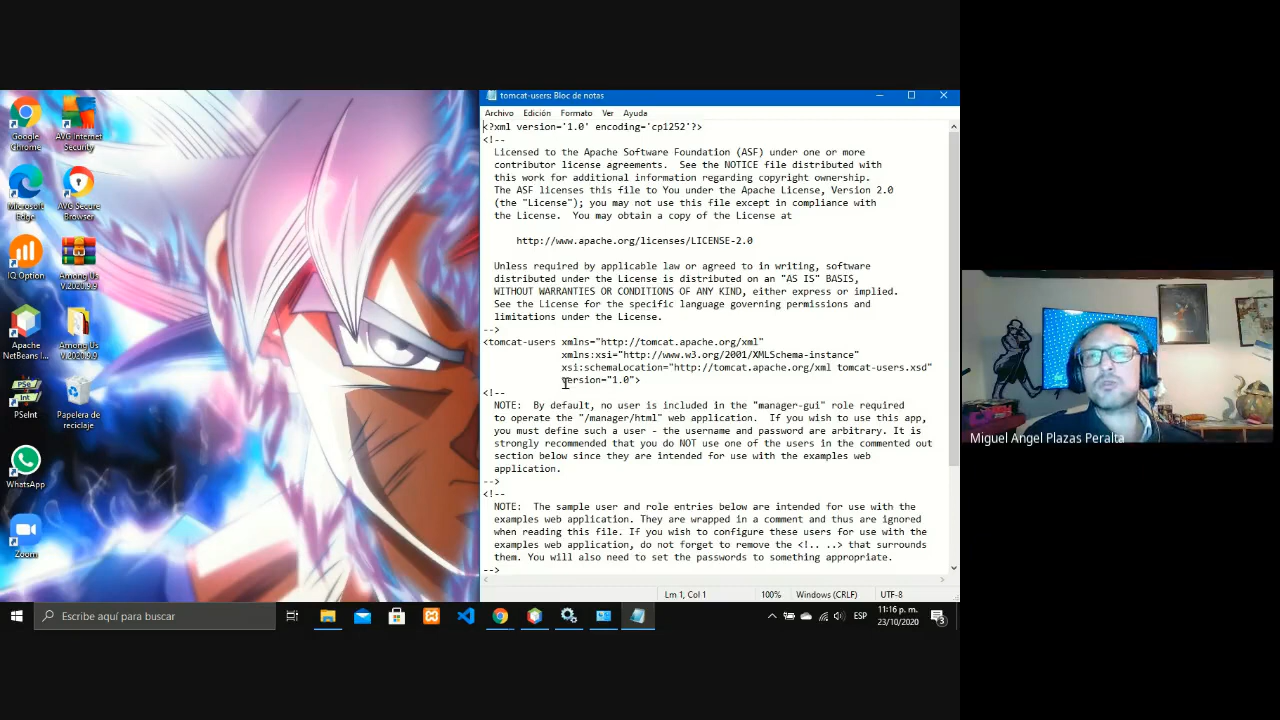 Google
Chrome
AVG Internet
Security
Microsoft
Edge
AVG Secure
Browser
IQ Option
Among Us
V.2020.9.9
Apache
NetBeans I...
Among Us
V.2020.9.9
PSeInt
Papelera de
reciclaje
WhatsApp
Zoom
tomcat-users: Bloc de notas
Archivo Edición Formato Ver Ayuda
<?xml version='1.0' encoding='cp1252'?>
<!--
Licensed to the Apache Software Foundation (ASF) under one or more
contributor license agreements. See the NOTICE file distributed with
this work for additional information regarding copyright ownership.
The ASF licenses this file to You under the Apache License, Version 2.0
(the "License"); you may not use this file except in compliance with
the License. You may obtain a copy of the License at
http://www.apache.org/licenses/LICENSE-2.0
Unless required by applicable law or agreed to in writing, software
distributed under the License is distributed on an "AS IS" BASIS,
WITHOUT WARRANTIES OR CONDITIONS OF ANY KIND, either express or implied.
See the License for the specific language governing permissions and
limitations under the License.
-->
<tomcat-users xmlns="http://tomcat.apache.org/xml"
xmlns:xsi="http://www.w3.org/2001/XMLSchema-instance"
xsi:schemaLocation="http://tomcat.apache.org/xml tomcat-users.xsd"
version="1.0">
<!--
NOTE: By default, no user is included in the "manager-gui" role required
to operate the "/manager/html" web application. If you wish to use this app,
you must define such a user - the username and password are arbitrary. It is
strongly recommended that you do NOT use one of the users in the commented out
section below since they are intended for use with the examples web
application.
-->
<!--
NOTE: The sample user and role entries below are intended for use with the
examples web application. They are wrapped in a comment and thus are ignored
when reading this file. If you wish to configure these users for use with the
examples web application, do not forget to remove the <!.. ..> that surrounds
them. You will also need to set the passwords to something appropriate.
-->
Lm 1, Col 1 100% Windows (CRLF) UTF-8
Escribe aquí para buscar
ESP
11:16 p. m.
23/10/2020
3
Miguel Angel Plazas Peralta